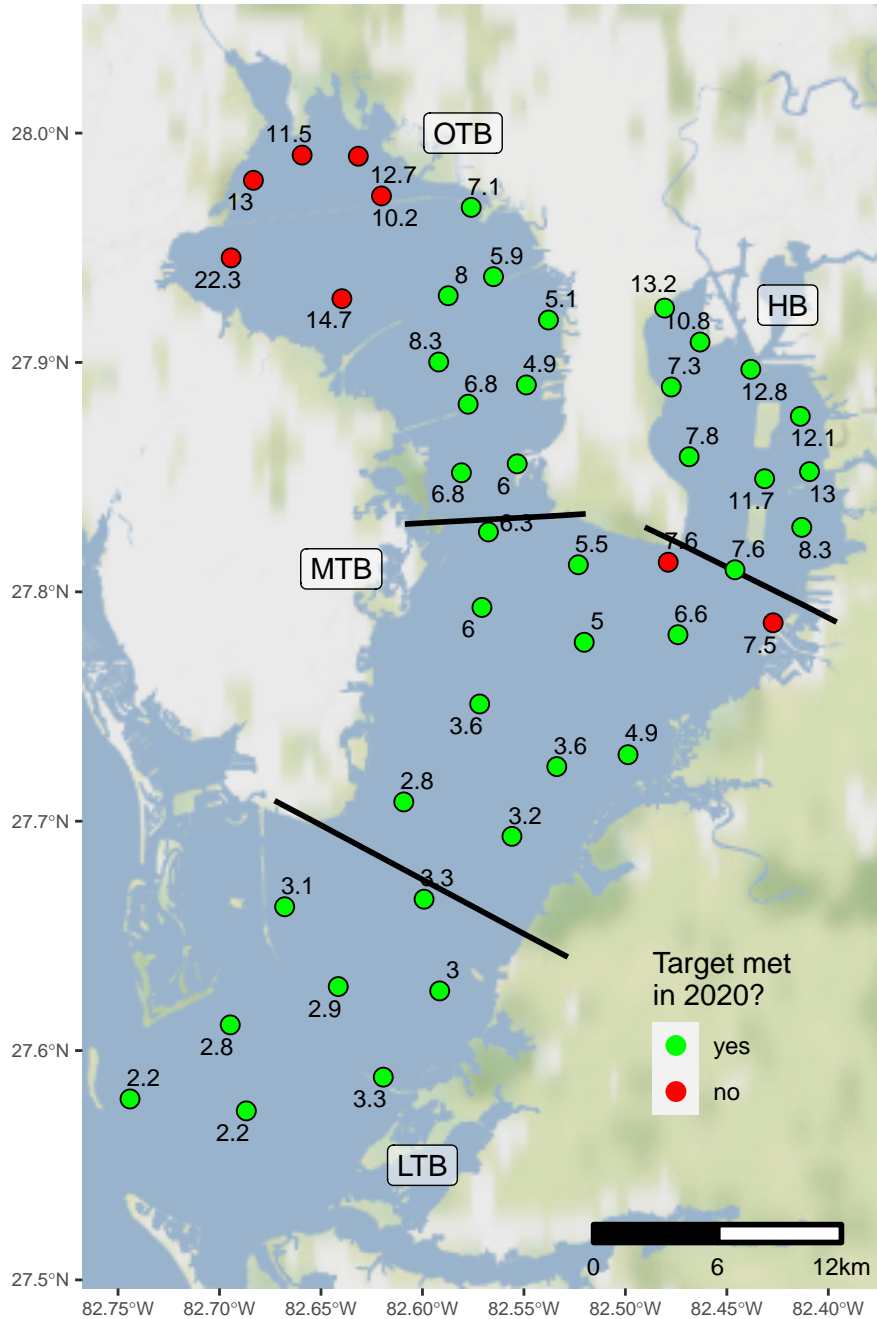 28.0°N
27.9°N
27.8°N
27.7°N
27.6°N
27.5°N
OTB
11.5
12.7
13
10.2
7.1
22.3
14.7
8
5.9
5.1
8.3
4.9
6.8
6.8
6
HB
13.2
10.8
7.3
12.8
12.1
7.8
11.7
13
8.3
MTB
6.3
5.5
7.6
7.6
6
5
6.6
7.5
3.6
3.6
4.9
2.8
3.2
3.1
3.3
2.9
3
2.8
2.2
2.2
3.3
LTB
Target met
in 2020?
yes
no
0 6 12km
82.75°W 82.70°W 82.65°W 82.60°W 82.55°W 82.50°W 82.45°W 82.40°W